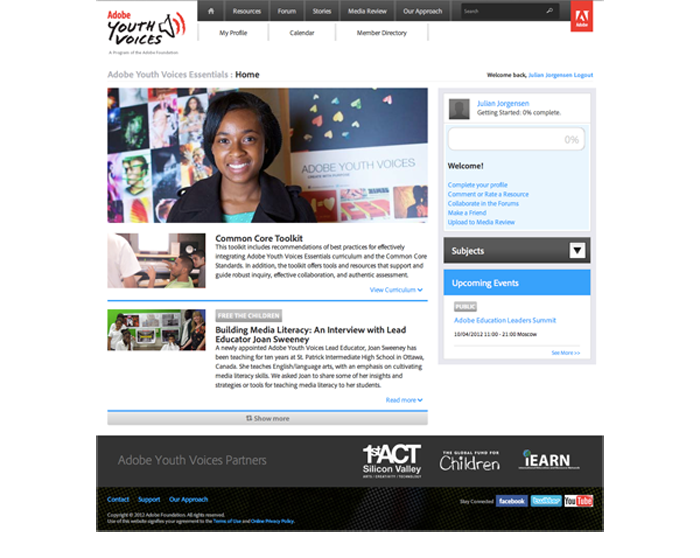 Adobe
YOUTH
VOICES
A Program of the Adobe Foundation
Resources Forum Stories Media Review Our Approach
Search
Adobe
My Profile Calendar Member Directory
Adobe Youth Voices Essentials : Home
Welcome back, Julian Jorgensen Logout
ADOBE YOUTH VOICES
Common Core Toolkit
This toolkit includes recommendations of best practices for effectively
integrating Adobe Youth Voices Essentials curriculum and the Common Core
Standards. In addition, the toolkit offers tools and resources that support and
guide robust inquiry, effective collaboration, and authentic assessment.
View Curriculum
FREE THE CHILDREN
Building Media Literacy: An Interview with Lead
Educator Joan Sweeney
A newly appointed Adobe Youth Voices Lead Educator, Joan Sweeney has
been teaching for ten years at St. Patrick Intermediate High School in Ottawa,
Canada. She teaches English/language arts, with an emphasis on cultivating
media literacy skills. We asked Joan to share some of her insights and
strategies or tools for teaching media literacy to her students.
Read more
Show more
Julian Jorgensen
Getting Started: 0% complete.
0%
Welcome!
Complete your profile
Comment or Rate a Resource
Collaborate in the Forums
Make a Friend
Upload to Media Review
Subjects
Upcoming Events
PUBLIC
Adobe Education Leaders Summit
10/04/2012 11:00 - 21:00 Moscow
See More >>
Adobe Youth Voices Partners
1stACT
Silicon Valley
ARTS / CREATIVITY / TECHNOLOGY
THE GLOBAL FUND FOR
Children
iEARN
Contact Support Our Approach
Stay Connected facebook twitter YouTube
Copyright © 2012 Adobe Foundation. All rights reserved.
Use of this website signifies your agreement to the Terms of Use and Online Privacy Policy.